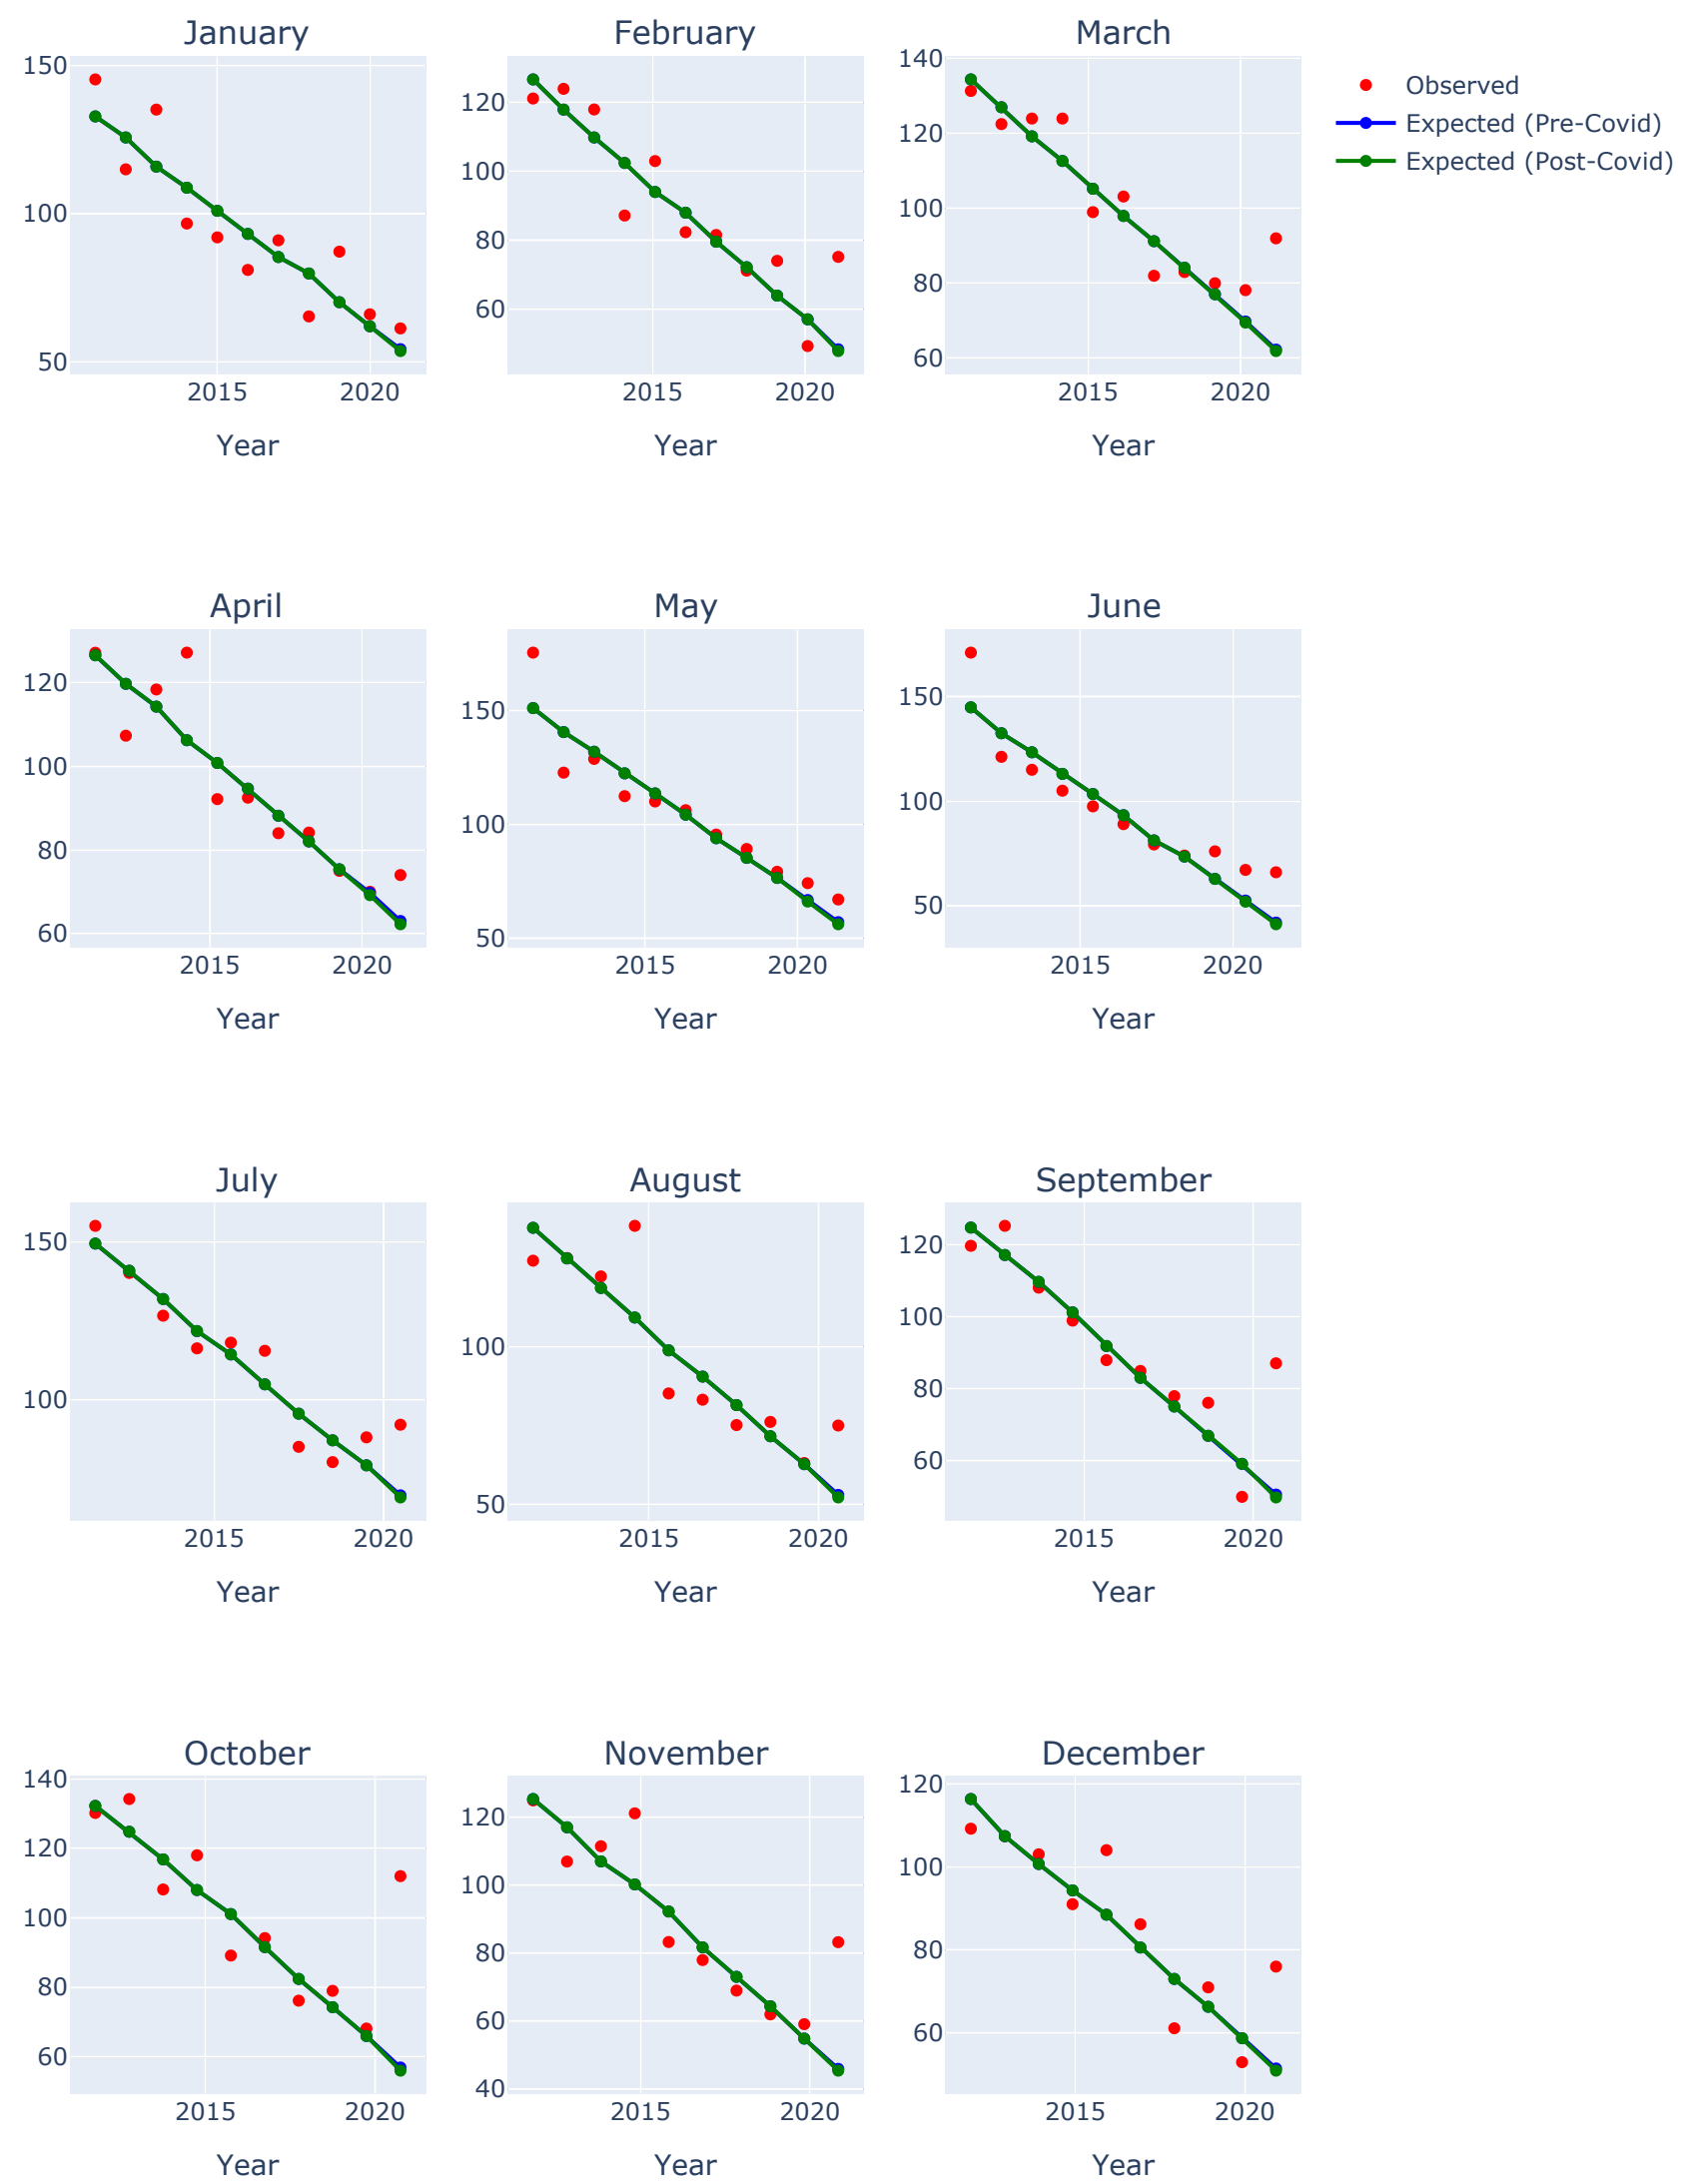 January
February
March
150
100
50
2015
2020
Year
120
100
80
60
2015
2020
Year
140
120
100
80
60
2015
2020
Year
Observed
Expected (Pre-Covid)
Expected (Post-Covid)
April
May
June
120
100
80
60
2015
2020
Year
150
100
50
2015
2020
Year
150
100
50
2015
2020
Year
July
August
September
150
100
2015
2020
Year
100
50
2015
2020
Year
120
100
80
60
2015
2020
Year
October
November
December
140
120
100
80
60
2015
2020
Year
120
100
80
60
40
2015
2020
Year
120
100
80
60
2015
2020
Year